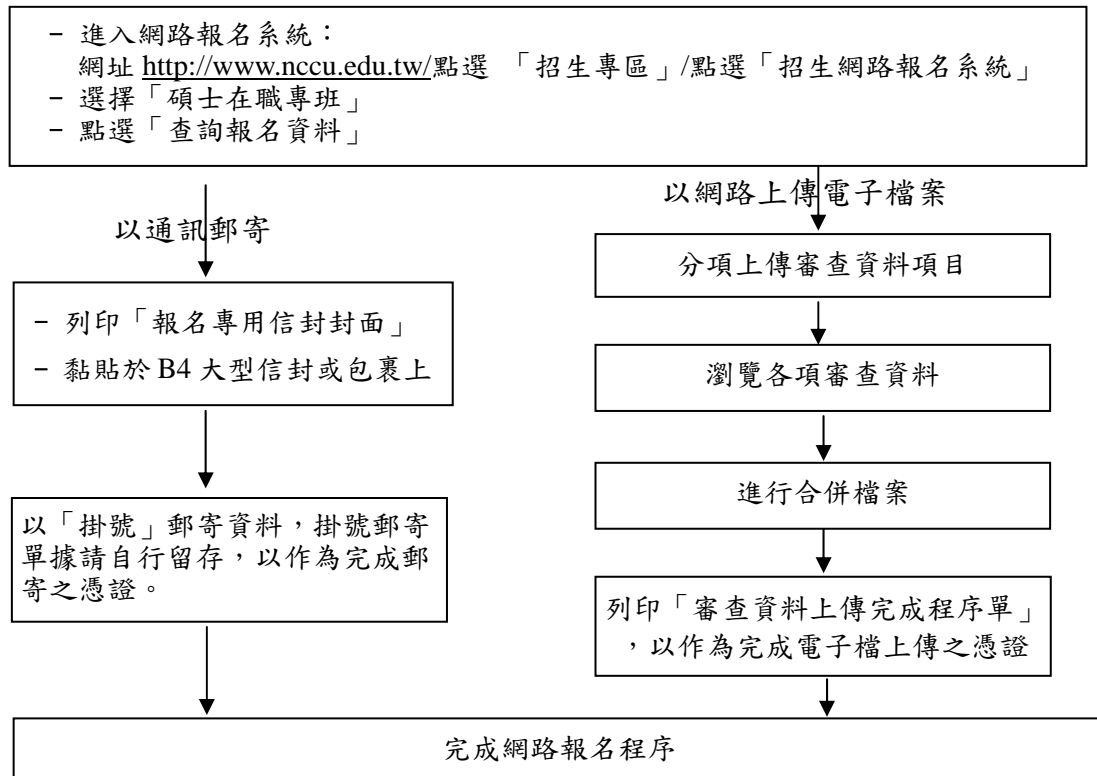 - 進入網路報名系統：
網址 http://www.nccu.edu.tw/點選 「招生專區」/點選「招生網路報名系統」
- 選擇「碩士在職專班」
- 點選「查詢報名資料」
以通訊郵寄
- 列印「報名專用信封封面」
- 黏貼於 B4 大型信封或包裹上
以「掛號」郵寄資料，掛號郵寄
單據請自行留存，以作為完成郵
寄之憑證。
以網路上傳電子檔案
分項上傳審查資料項目
瀏覽各項審查資料
進行合併檔案
列印「審查資料上傳完成程序單」
，以作為完成電子檔上傳之憑證
完成網路報名程序